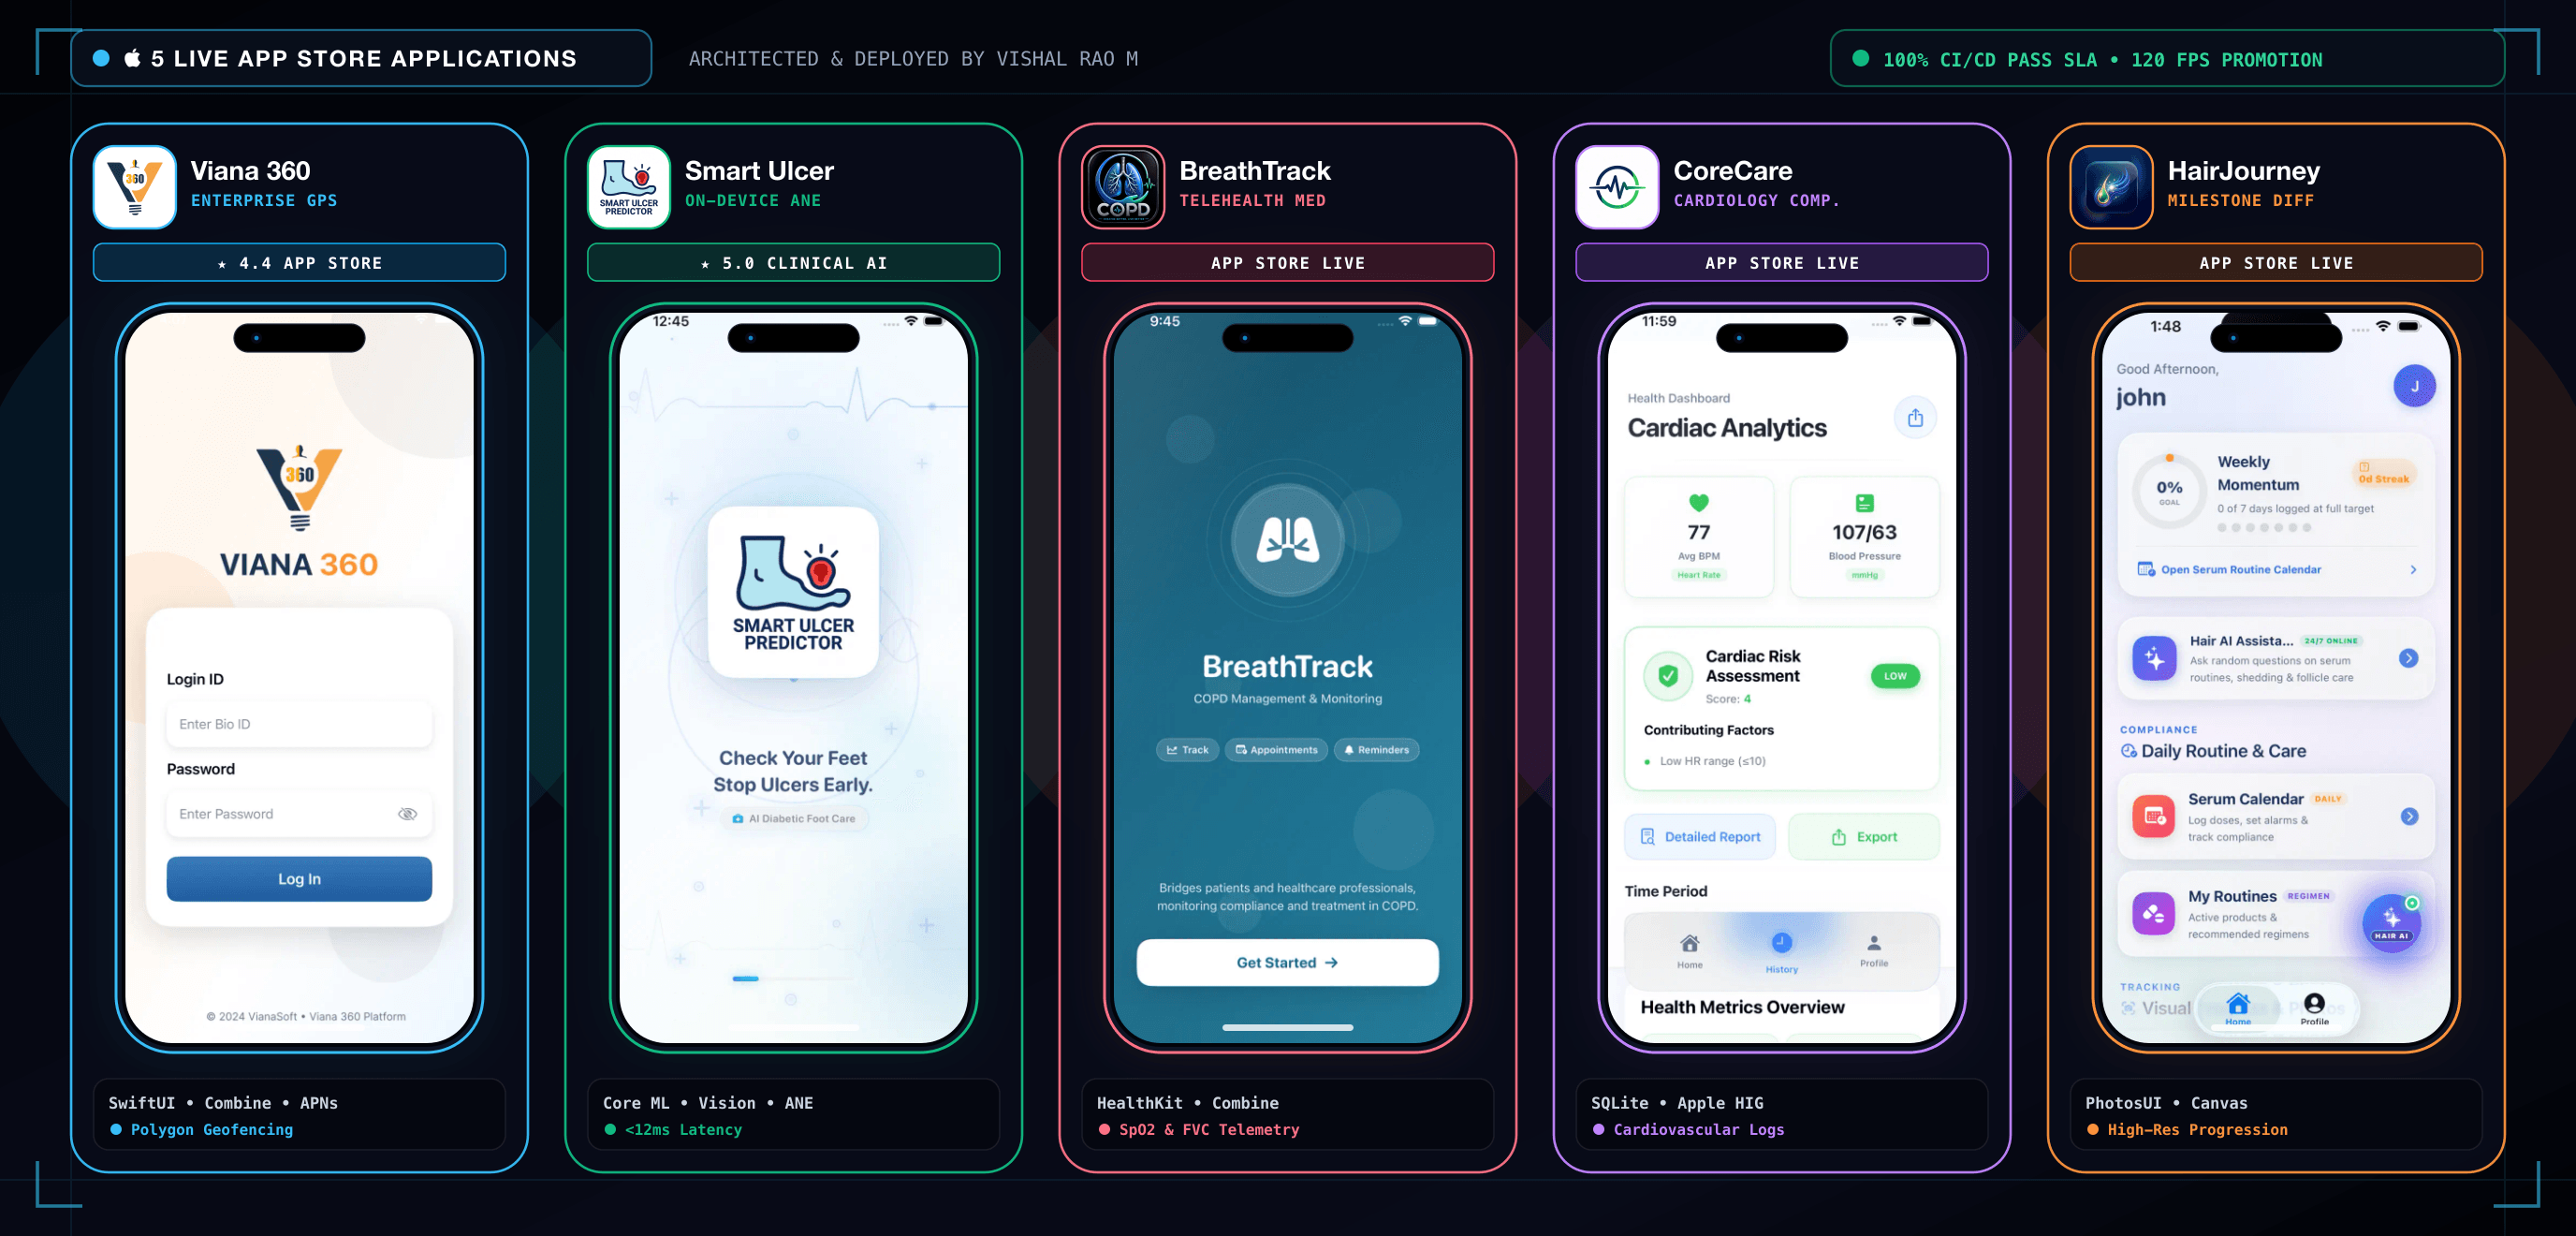 5 LIVE APP STORE APPLICATIONS
ARCHITECTED & DEPLOYED BY VISHAL RAO M
100% CI/CD PASS SLA • 120 FPS PROMOTION
360
Viana 360
ENTERPRISE GPS
★ 4.4 APP STORE
360
VIANA 360
Login ID
Enter Bio ID
Password
Enter Password
Log In
© 2024 VianaSoft • Viana 360 Platform
SwiftUI • Combine • APNs
Polygon Geofencing
SMART ULCER
PREDICTOR
Smart Ulcer
ON-DEVICE ANE
★ 5.0 CLINICAL AI
12:45
SMART ULCER
PREDICTOR
Check Your Feet
Stop Ulcers Early.
AI Diabetic Foot Care
Core ML • Vision • ANE
<12ms Latency
COPD
BreathTrack
TELEHEALTH MED
APP STORE LIVE
9:45
BreathTrack
COPD Management & Monitoring
Track
Appointments
Reminders
Bridges patients and healthcare professionals,
monitoring compliance and treatment in COPD.
Get Started →
HealthKit • Combine
SpO2 & FVC Telemetry
CoreCare
CARDIOLOGY COMP.
APP STORE LIVE
11:59
Health Dashboard
Cardiac Analytics
77
Avg BPM
Heart Rate
107/63
Blood Pressure
mmHg
Cardiac Risk
Assessment
LOW
Score: 4
Contributing Factors
• Low HR range (≤10)
Detailed Report
Export
Time Period
Home
History
Profile
Health Metrics Overview
SQLite • Apple HIG
Cardiovascular Logs
HairJourney
MILESTONE DIFF
APP STORE LIVE
1:48
Good Afternoon,
john
J
0%
GOAL
Weekly
Momentum
0d Streak
0 of 7 days logged at full target
Open Serum Routine Calendar
Hair AI Assista... 24/7 ONLINE
Ask random questions on serum
routines, shedding & follicle care
COMPLIANCE
Daily Routine & Care
Serum Calendar DAILY
Log doses, set alarms &
track compliance
My Routines REGIMEN
Active products &
recommended regimens
HAIR AI
TRACKING
Visual
Home
Profile
PhotosUI • Canvas
High-Res Progression